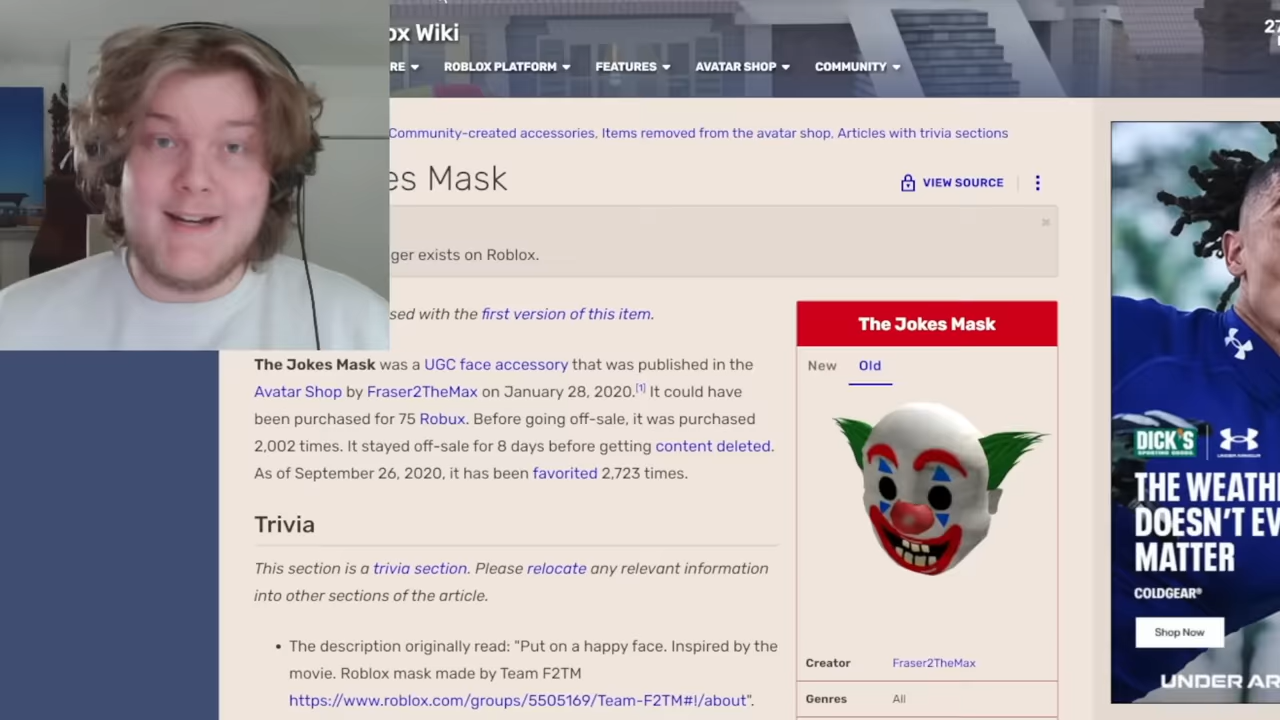 ox Wiki
27
RE
ROBLOX PLATFORM
FEATURES
AVATAR SHOP
COMMUNITY
Community-created accessories, Items removed from the avatar shop, Articles with trivia sections
es Mask
VIEW SOURCE
ger exists on Roblox.
sed with the first version of this item.
The Jokes Mask was a UGC face accessory that was published in the
Avatar Shop by Fraser2TheMax on January 28, 2020.[1] It could have
been purchased for 75 Robux. Before going off-sale, it was purchased
2,002 times. It stayed off-sale for 8 days before getting content deleted.
As of September 26, 2020, it has been favorited 2,723 times.
Trivia
This section is a trivia section. Please relocate any relevant information
into other sections of the article.
• The description originally read: "Put on a happy face. Inspired by the
movie. Roblox mask made by Team F2TM
https://www.roblox.com/groups/5505169/Team-F2TM#!/about".
The Jokes Mask
New
Old
Creator
Fraser2TheMax
Genres
All
DICK'S
UNDER ARMOUR
THE WEATH
DOESN'T EV
MATTER
COLDGEAR®
Shop Now
UNDER AR